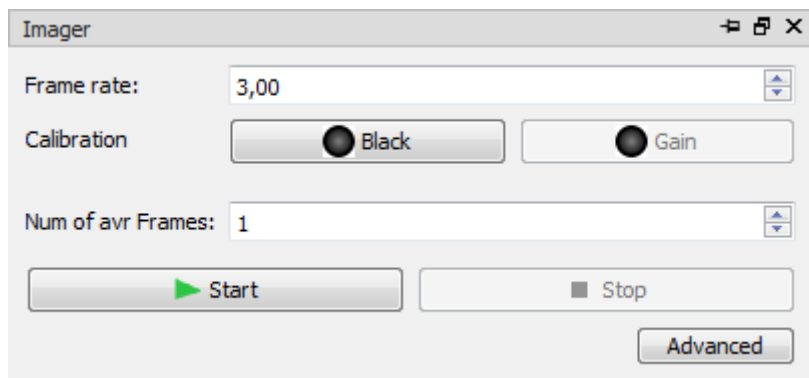 Imager
Frame rate: 3,00
Calibration Black Gain
Num of avr Frames: 1
Start Stop
Advanced